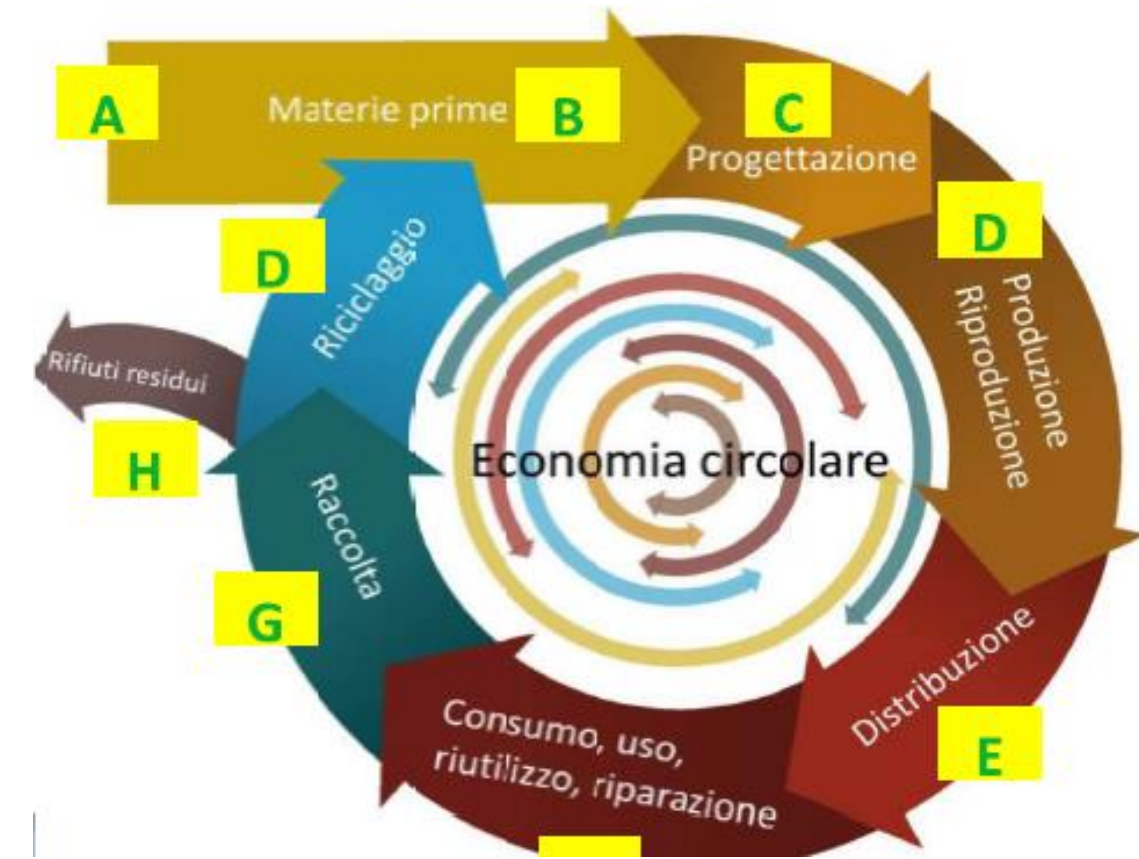 A
Materie prime
B
C
Progettazione
D
Produzione
Riproduzione
D
Riciclaggio
Rifiuti residui
H
Economia circolare
Raccolta
G
Distribuzione
E
Consumo, uso,
riutilizzo, riparazione